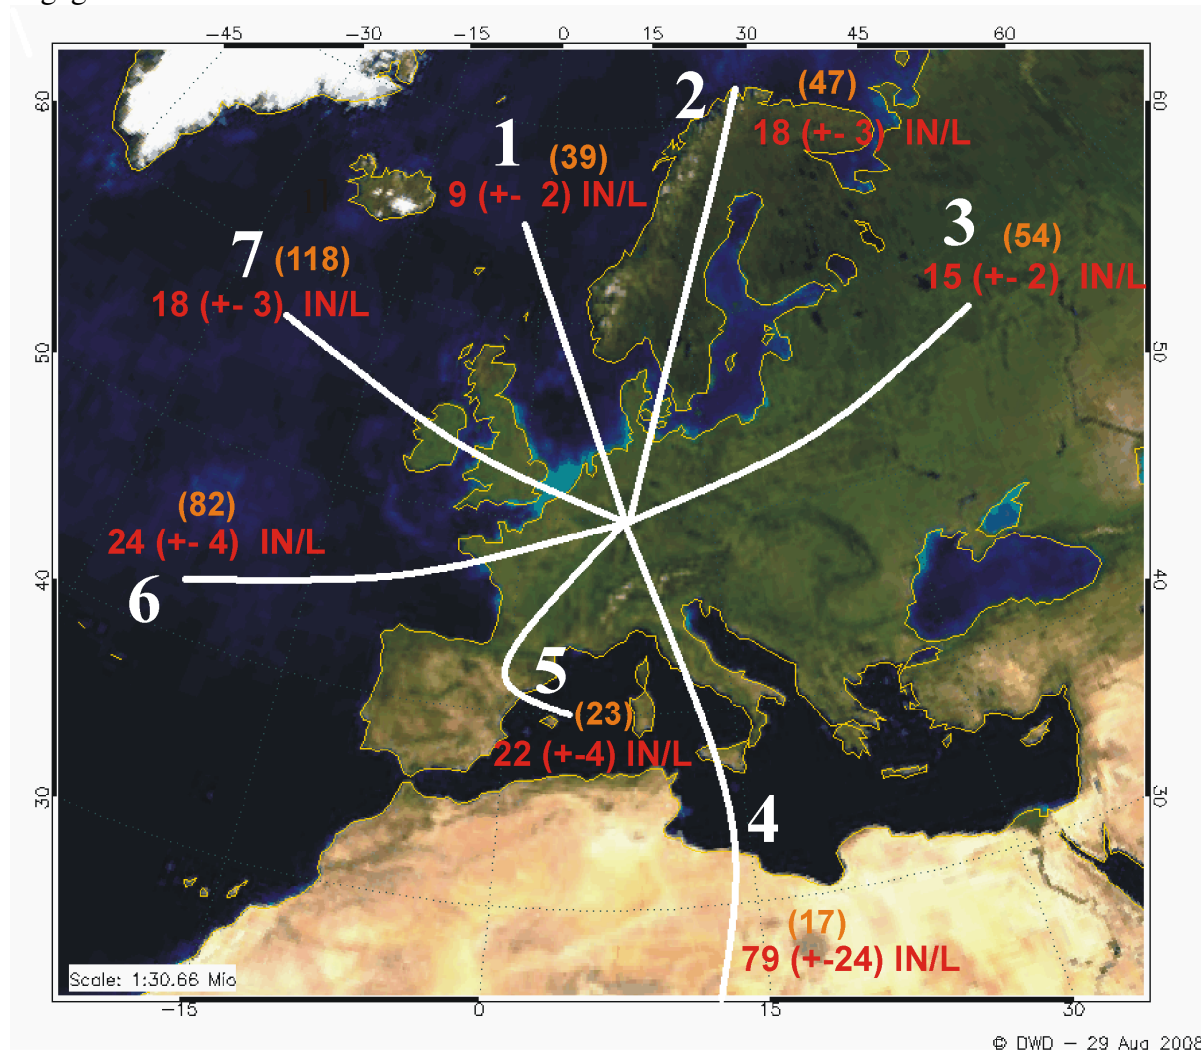 -45 -30 -15 0 15 30 45 60
60 60
2 (47)
18 (+- 3) IN/L
1 (39)
9 (+- 2) IN/L
3 (54)
15 (+- 2) IN/L
7 (118)
18 (+- 3) IN/L
50 50
(82)
24 (+- 4) IN/L
6
40 40
5 (23)
22 (+-4) IN/L
30 30
4
(17)
79 (+-24) IN/L
Scale: 1:30.66 Mio
-15 0 15 30
© DWD - 29 Aug 2008